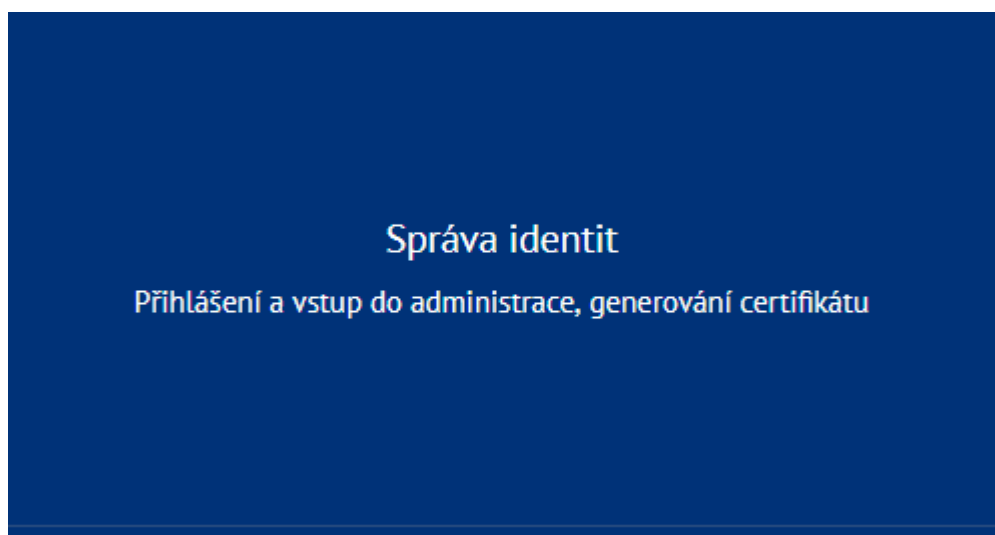 Správa identit
Přihlášení a vstup do administrace, generování certifikátu